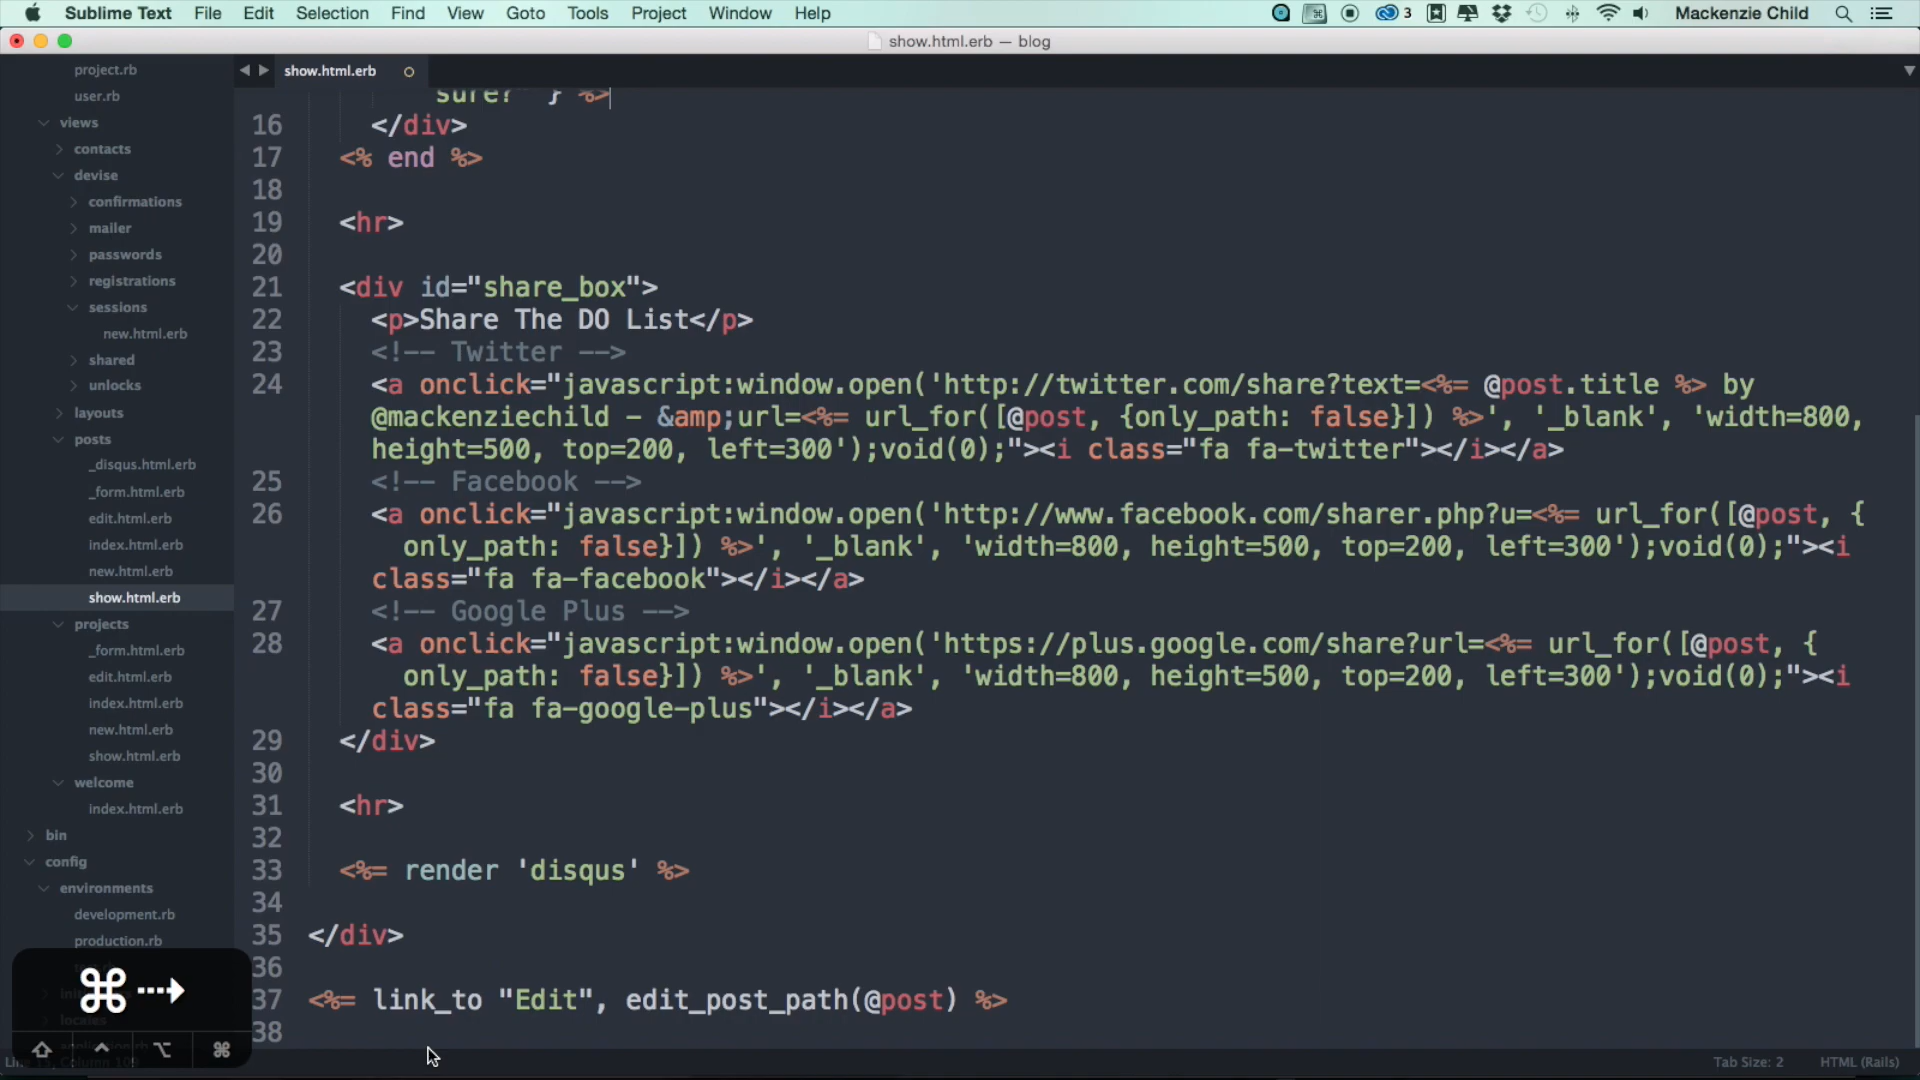 Sublime Text File Edit Selection Find View Goto Tools Project Window Help 3 Mackenzie Child
show.html.erb — blog
show.html.erb
project.rb
user.rb
views
contacts
devise
confirmations
mailer
passwords
registrations
sessions
new.html.erb
shared
unlocks
layouts
posts
_disqus.html.erb
_form.html.erb
edit.html.erb
index.html.erb
new.html.erb
show.html.erb
projects
_form.html.erb
edit.html.erb
index.html.erb
new.html.erb
show.html.erb
welcome
index.html.erb
bin
config
environments
development.rb
production.rb
locales
sure?" } %>
16 </div>
17 <% end %>
18
19 <hr>
20
21 <div id="share_box">
22 <p>Share The DO List</p>
23 <!-- Twitter -->
24 <a onclick="javascript:window.open('http://twitter.com/share?text=<%= @post.title %> by
@mackenziechild - &amp;url=<%= url_for([@post, {only_path: false}]) %>', '_blank', 'width=800,
height=500, top=200, left=300');void(0);"><i class="fa fa-twitter"></i></a>
25 <!-- Facebook -->
26 <a onclick="javascript:window.open('http://www.facebook.com/sharer.php?u=<%= url_for([@post, {
only_path: false}]) %>', '_blank', 'width=800, height=500, top=200, left=300');void(0);"><i
class="fa fa-facebook"></i></a>
27 <!-- Google Plus -->
28 <a onclick="javascript:window.open('https://plus.google.com/share?url=<%= url_for([@post, {
only_path: false}]) %>', '_blank', 'width=800, height=500, top=200, left=300');void(0);"><i
class="fa fa-google-plus"></i></a>
29 </div>
30
31 <hr>
32
33 <%= render 'disqus' %>
34
35 </div>
36
37 <%= link_to "Edit", edit_post_path(@post) %>
38
Tab Size: 2 HTML (Rails)